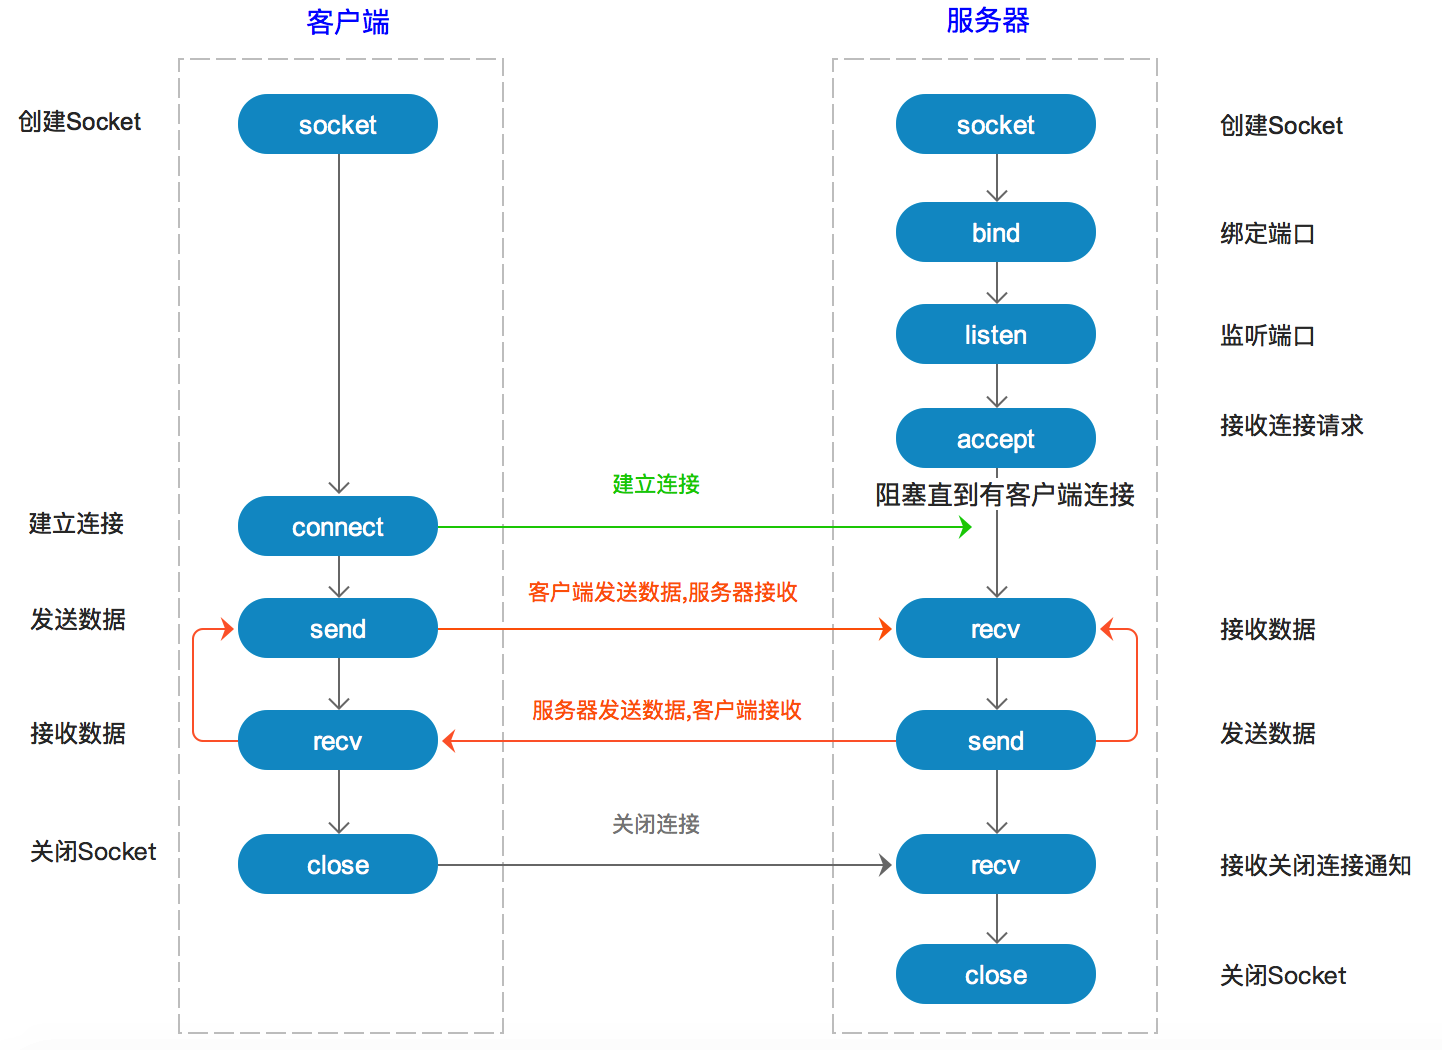 客户端
服务器
创建Socket
socket
socket
创建Socket
bind
绑定端口
listen
监听端口
accept
接收连接请求
建立连接
阻塞直到有客户端连接
建立连接
connect
客户端发送数据,服务器接收
发送数据
send
recv
接收数据
服务器发送数据,客户端接收
接收数据
recv
send
发送数据
关闭连接
关闭Socket
close
recv
接收关闭连接通知
close
关闭Socket